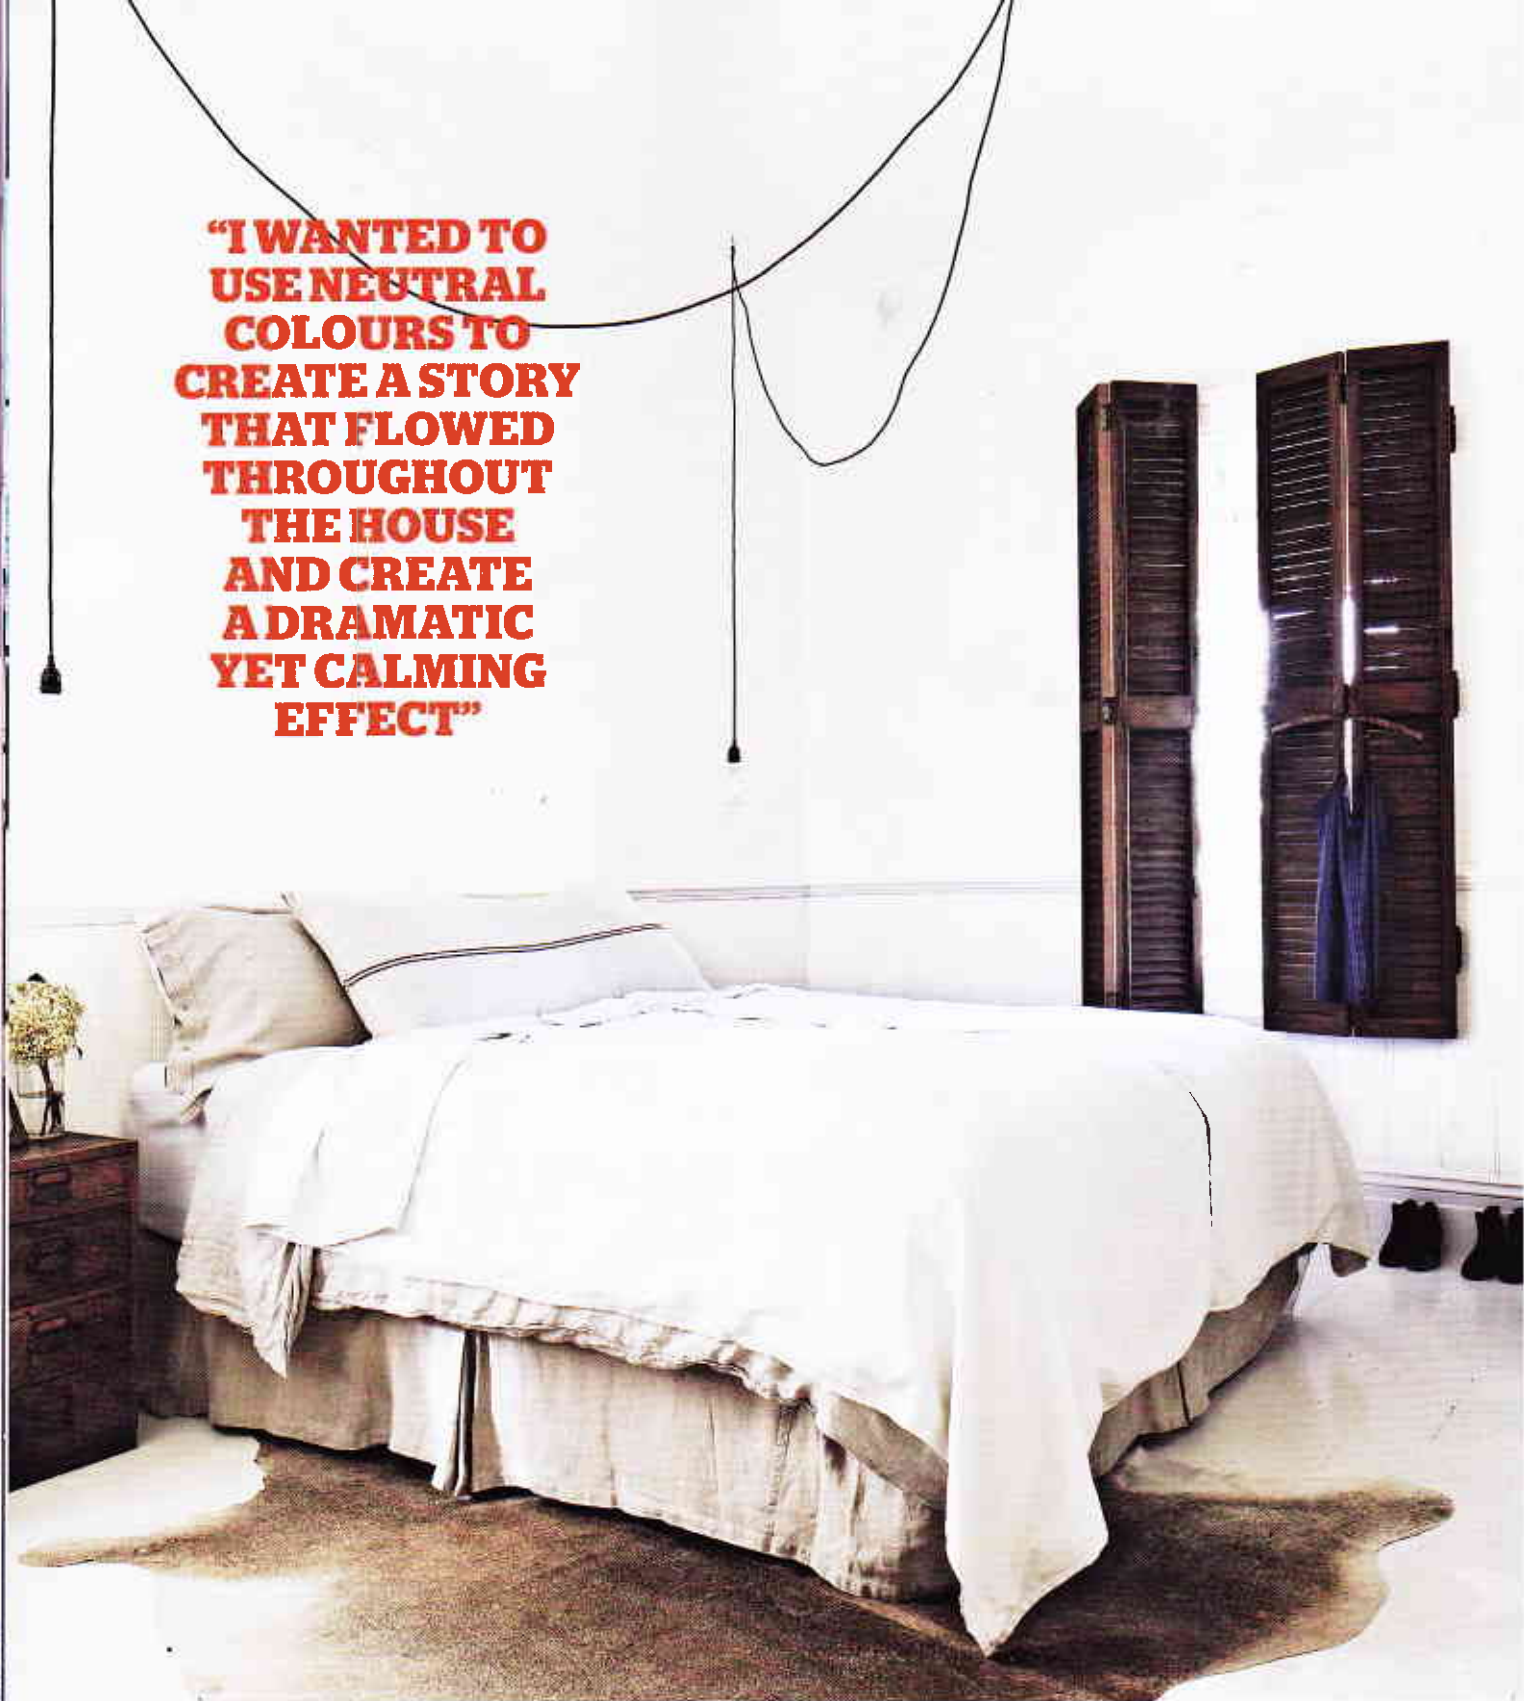 “I WANTED TO
USE NEUTRAL
COLOURS TO
CREATE A STORY
THAT FLOWED
THROUGHOUT
THE HOUSE
AND CREATE
A DRAMATIC
YET CALMING
EFFECT”